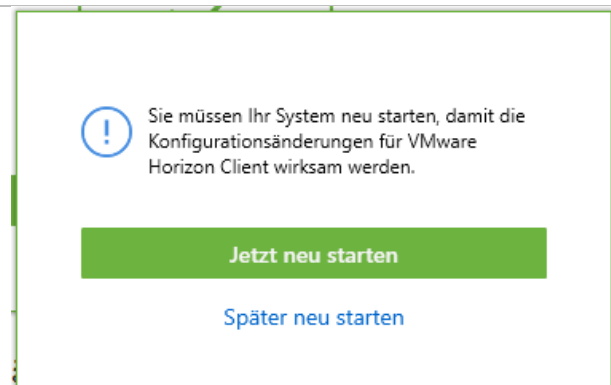 Sie müssen Ihr System neu starten, damit die
Konfigurationsänderungen für VMware
Horizon Client wirksam werden.
Jetzt neu starten
Später neu starten